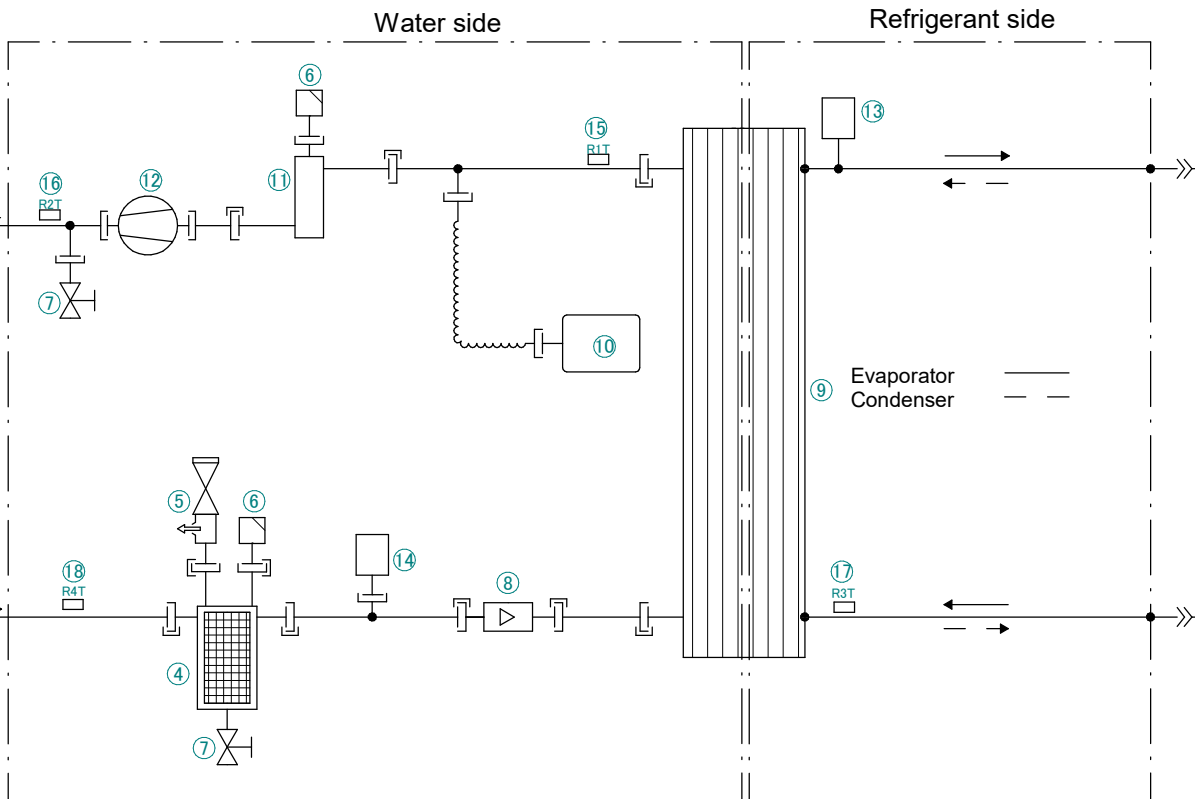 Water side
Refrigerant side
⑥
⑬
⑮
R1T
⑯
R2T
⑫
⑪
⑦
⑩
⑨
Evaporator
Condenser
⑤
⑥
⑭
⑱
R4T
⑧
⑰
R3T
④
⑦